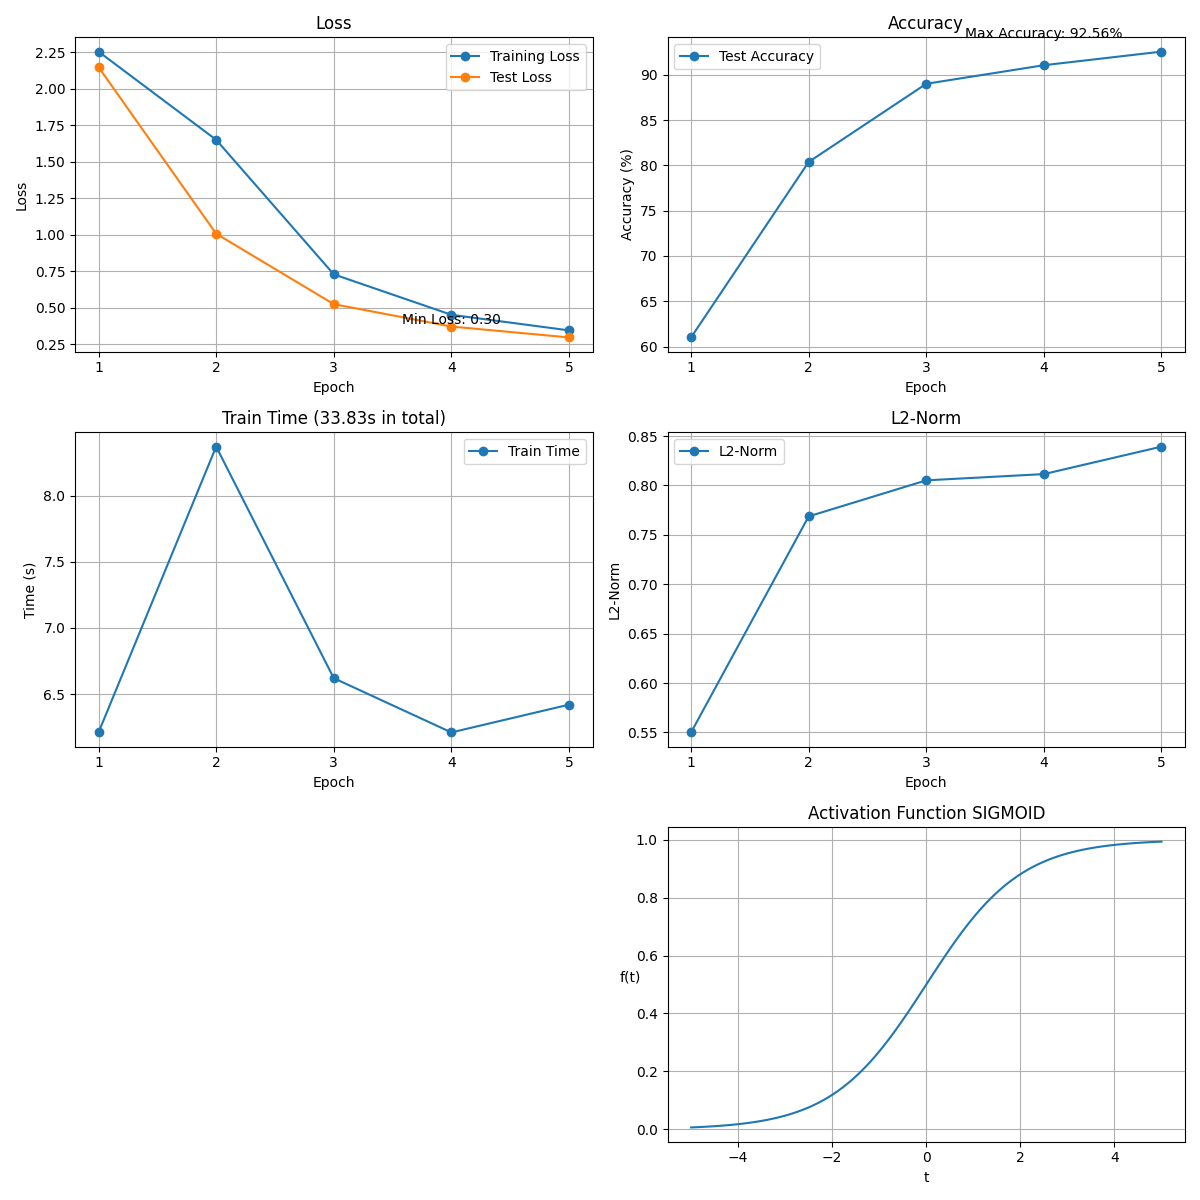 Loss
Training Loss
Test Loss
Min Loss: 0.30
2.25
2.00
1.75
1.50
1.25
1.00
0.75
0.50
0.25
Loss
1 2 3 4 5
Epoch
Accuracy
Max Accuracy: 92.56%
Test Accuracy
90
85
80
75
70
65
60
Accuracy (%)
1 2 3 4 5
Epoch
Train Time (33.83s in total)
Train Time
8.0
7.5
7.0
6.5
Time (s)
1 2 3 4 5
Epoch
L2-Norm
L2-Norm
0.85
0.80
0.75
0.70
0.65
0.60
0.55
L2-Norm
1 2 3 4 5
Epoch
Activation Function SIGMOID
1.0
0.8
0.6
0.4
0.2
0.0
f(t)
−4 −2 0 2 4
t